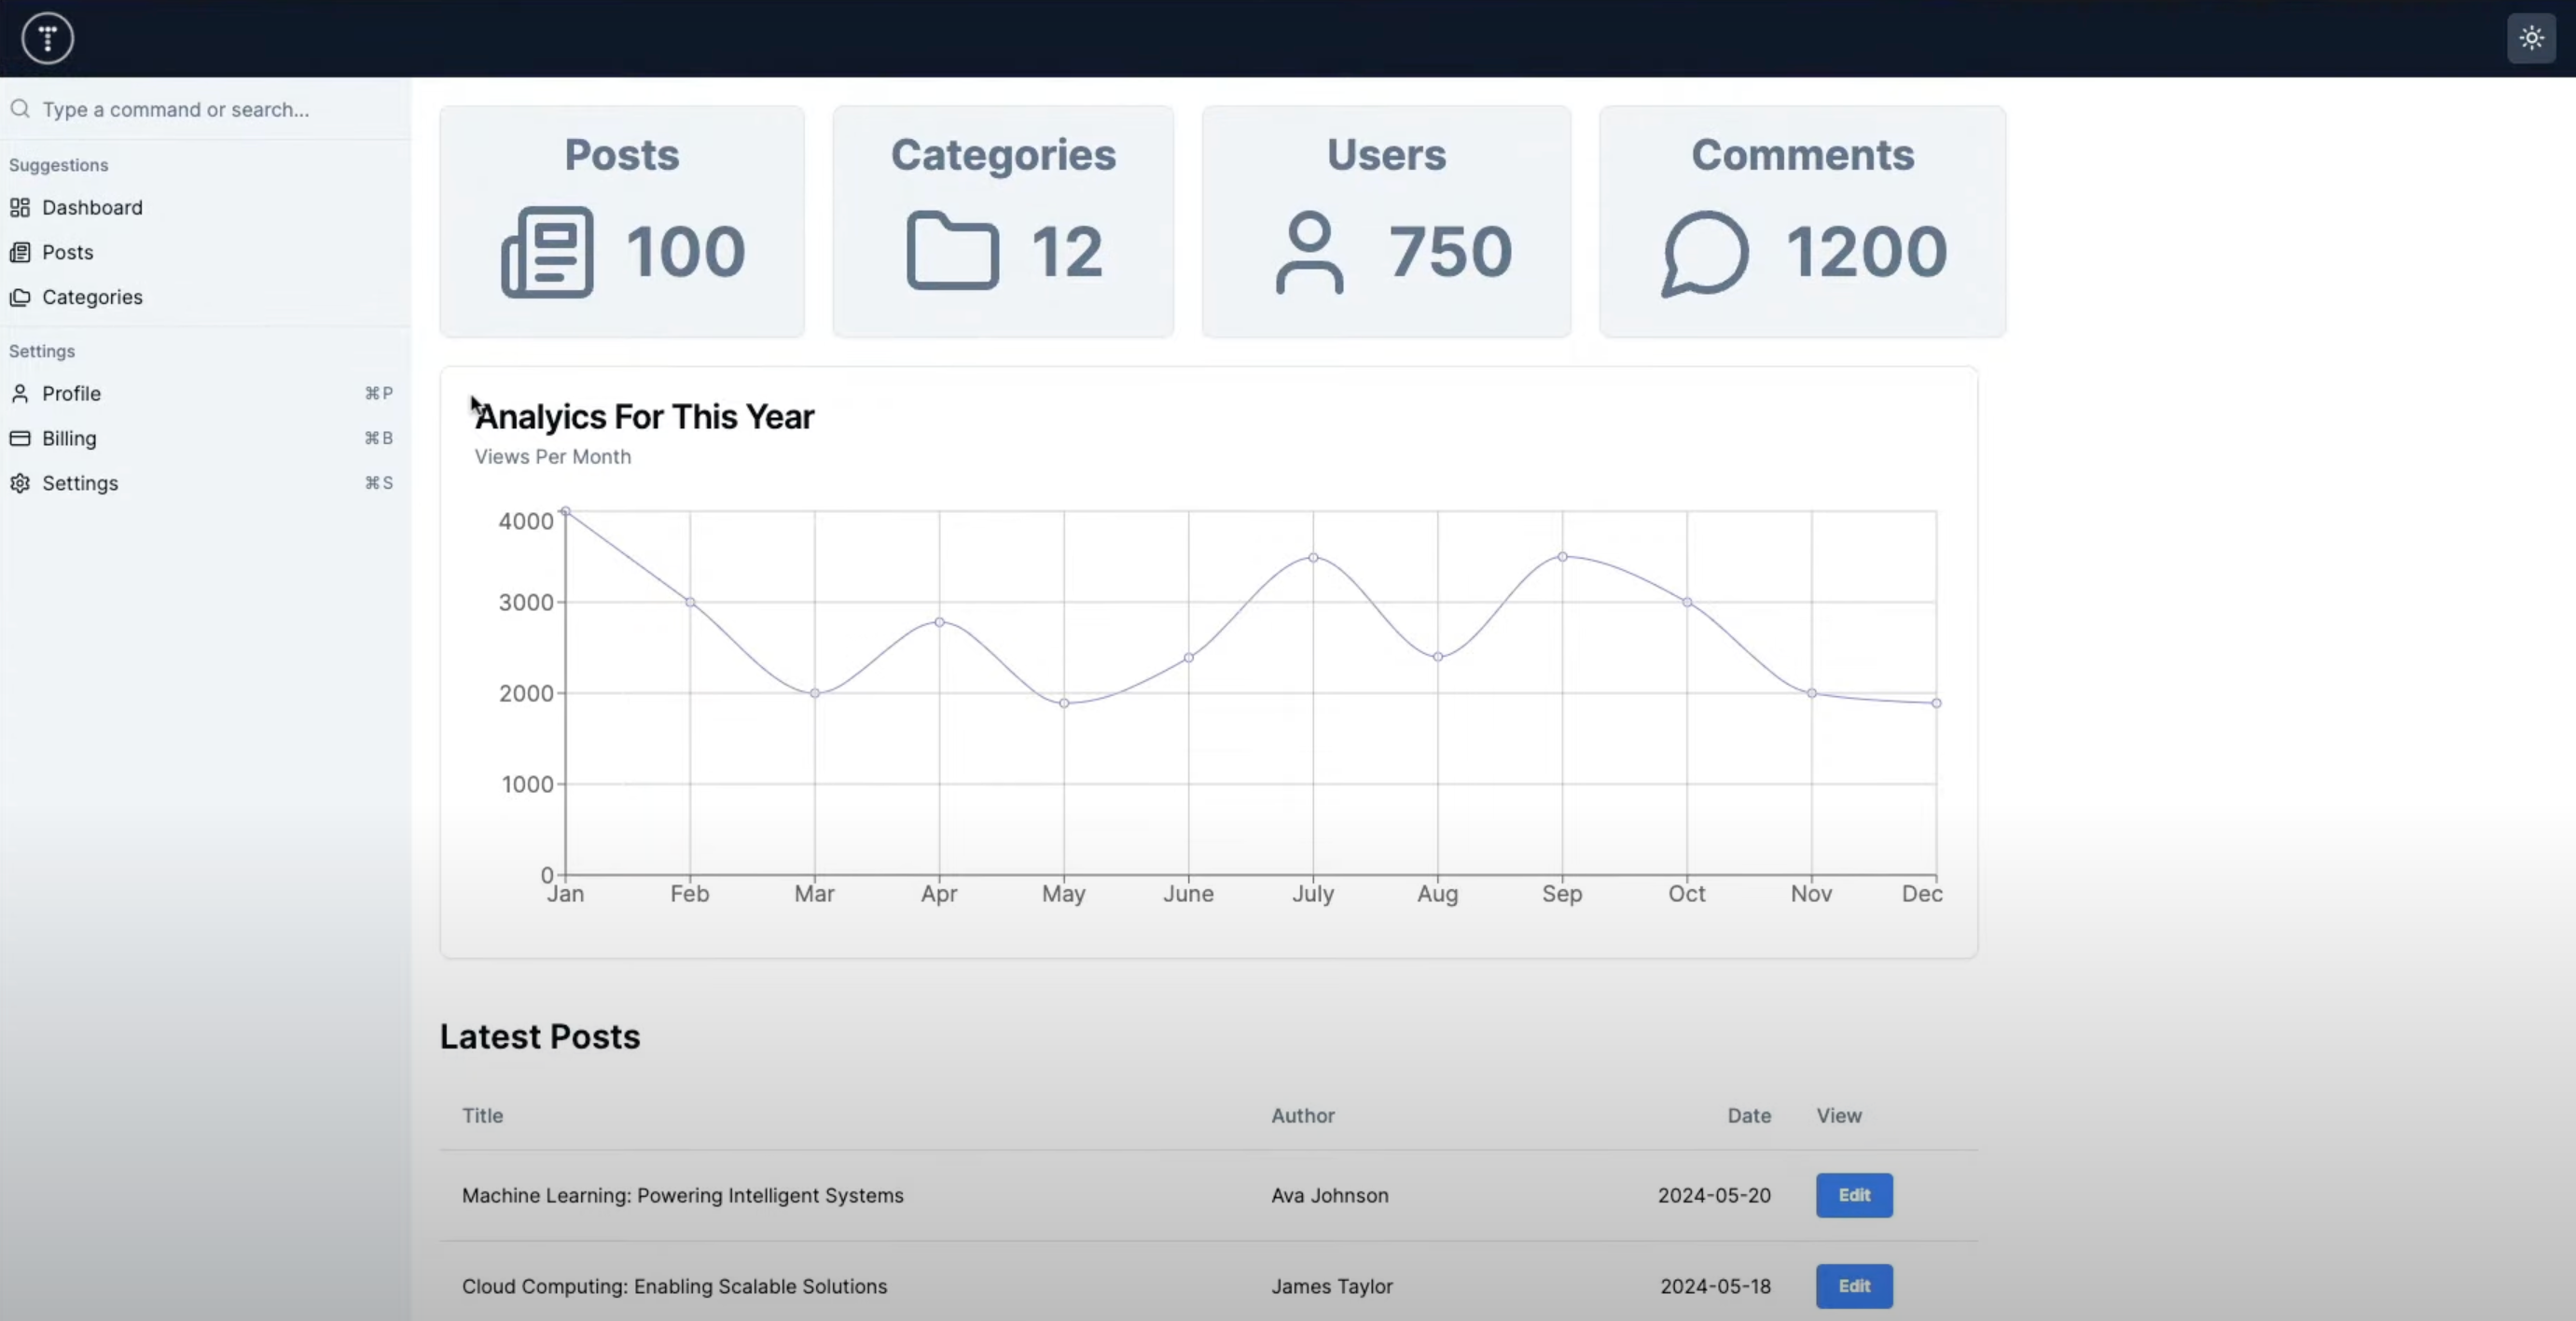 Type a command or search...
Suggestions
Dashboard
Posts
Categories
Settings
Profile ⌘P
Billing ⌘B
Settings ⌘S
Posts
100
Categories
12
Users
750
Comments
1200
Analyics For This Year
Views Per Month
4000
3000
2000
1000
0
Jan Feb Mar Apr May June July Aug Sep Oct Nov Dec
Latest Posts
Title Author Date View
Machine Learning: Powering Intelligent Systems Ava Johnson 2024-05-20 Edit
Cloud Computing: Enabling Scalable Solutions James Taylor 2024-05-18 Edit